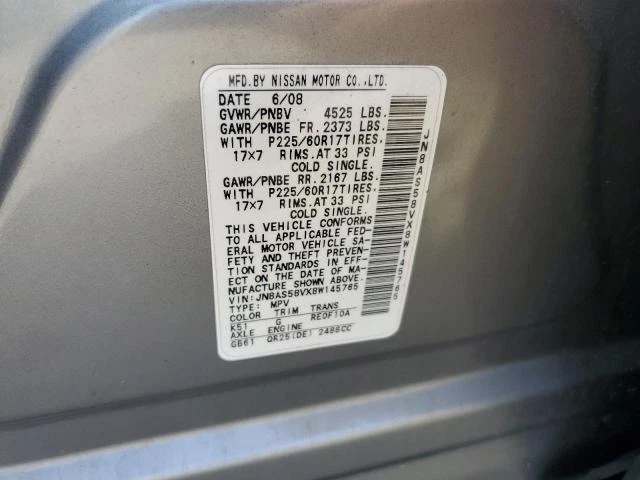 MFD.BY NISSAN MOTOR CO.,LTD.
DATE 6/08
GVWR/PNBV 4525 LBS.
GAWR/PNBE FR. 2373 LBS.
WITH P225/60R17TIRES,
17×7 RIMS.AT 33 PSI
COLD SINGLE.
GAWR/PNBE RR. 2167 LBS.
WITH P225/60R17TIRES,
17×7 RIMS.AT 33 PSI
COLD SINGLE.
THIS VEHICLE CONFORMS
TO ALL APPLICABLE FED-
ERAL MOTOR VEHICLE SA-
FETY AND THEFT PREVEN-
TION STANDARDS IN EFF-
ECT ON THE DATE OF MA-
NUFACTURE SHOWN ABOVE.
VIN: JN8AS58VX8W145765
TYPE: MPV
COLOR TRIM TRANS
K51 G RE0F10A
AXLE ENGINE
GB61 QR25(DE) 2488CC
JN8AS58VX8W145765